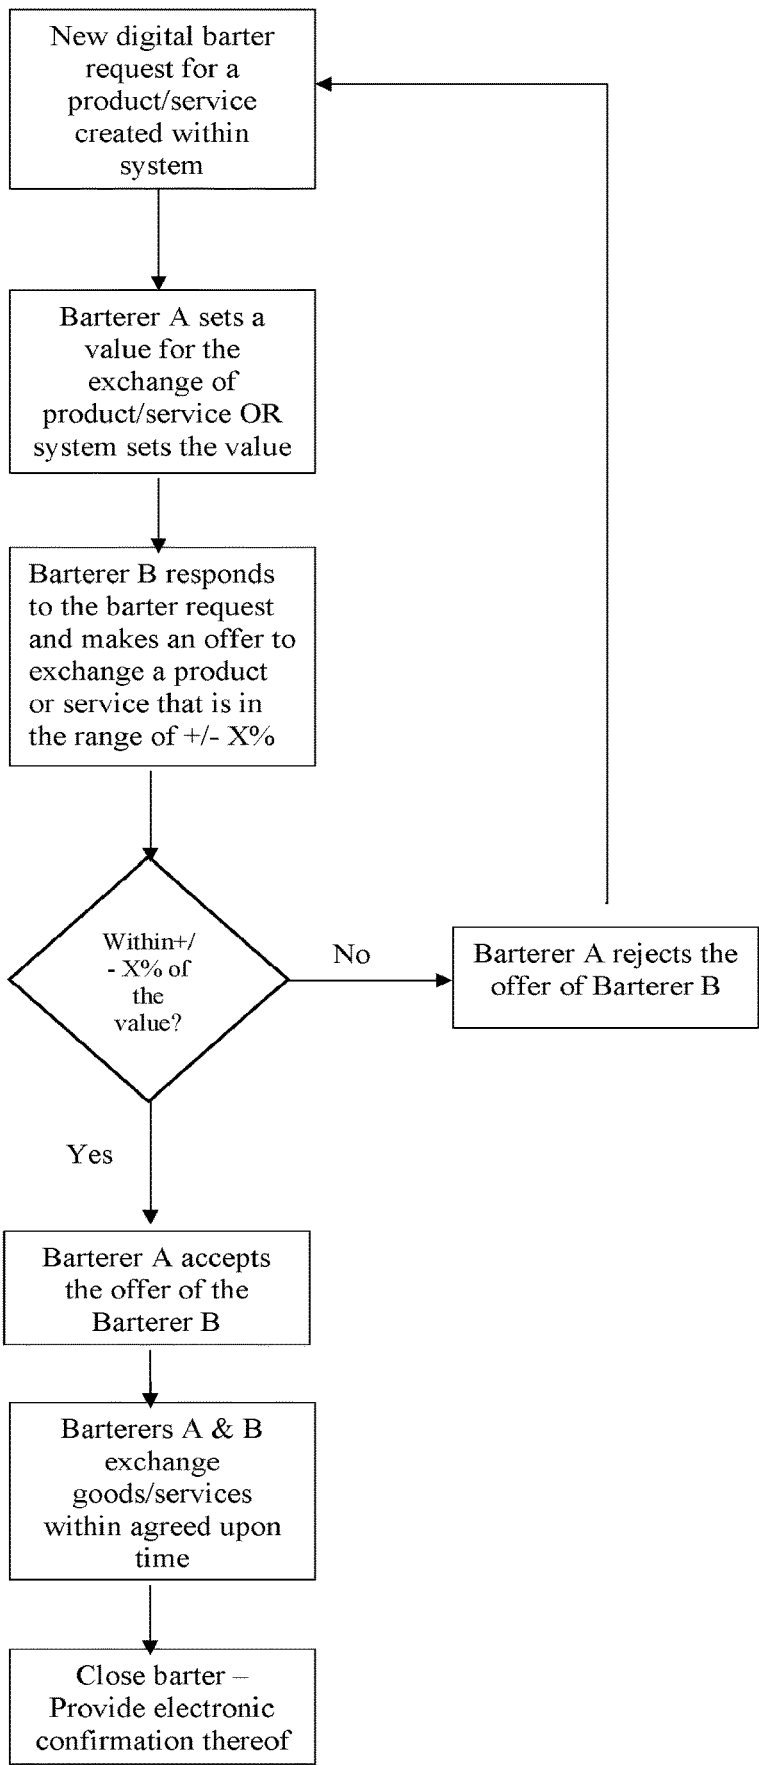 New digital barter
request for a
product/service
created within
system
Barterer A sets a
value for the
exchange of
product/service OR
system sets the value
Barterer B responds
to the barter request
and makes an offer to
exchange a product
or service that is in
the range of +/- X%
Within+/
- X% of
the
value?
No
Barterer A rejects the
offer of Barterer B
Yes
Barterer A accepts
the offer of the
Barterer B
Barterers A & B
exchange
goods/services
within agreed upon
time
Close barter –
Provide electronic
confirmation thereof